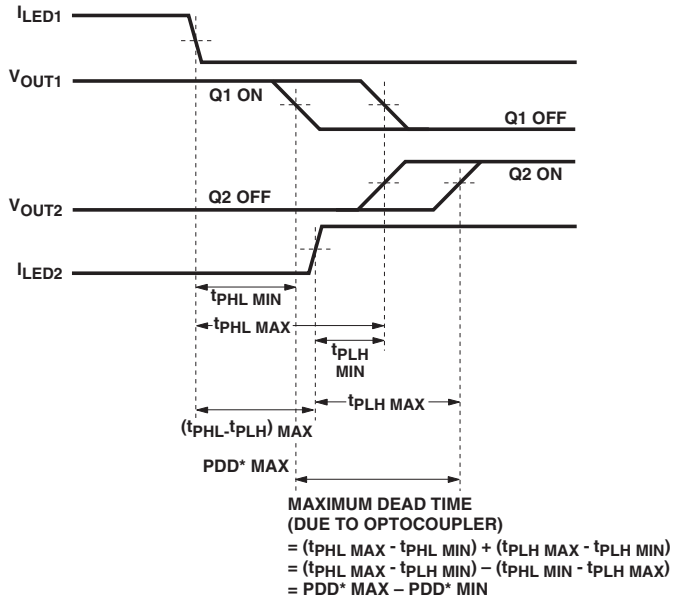 ILED1
VOUT1
Q1 ON
Q1 OFF
Q2 ON
Q2 OFF
VOUT2
ILED2
tPHL MIN
tPHL MAX
tPLH
MIN
tPLH MAX
(tPHL-tPLH) MAX
PDD* MAX
MAXIMUM DEAD TIME
(DUE TO OPTOCOUPLER)
= (tPHL MAX - tPHL MIN) + (tPLH MAX - tPLH MIN)
= (tPHL MAX - tPLH MIN) – (tPHL MIN - tPLH MAX)
= PDD* MAX – PDD* MIN